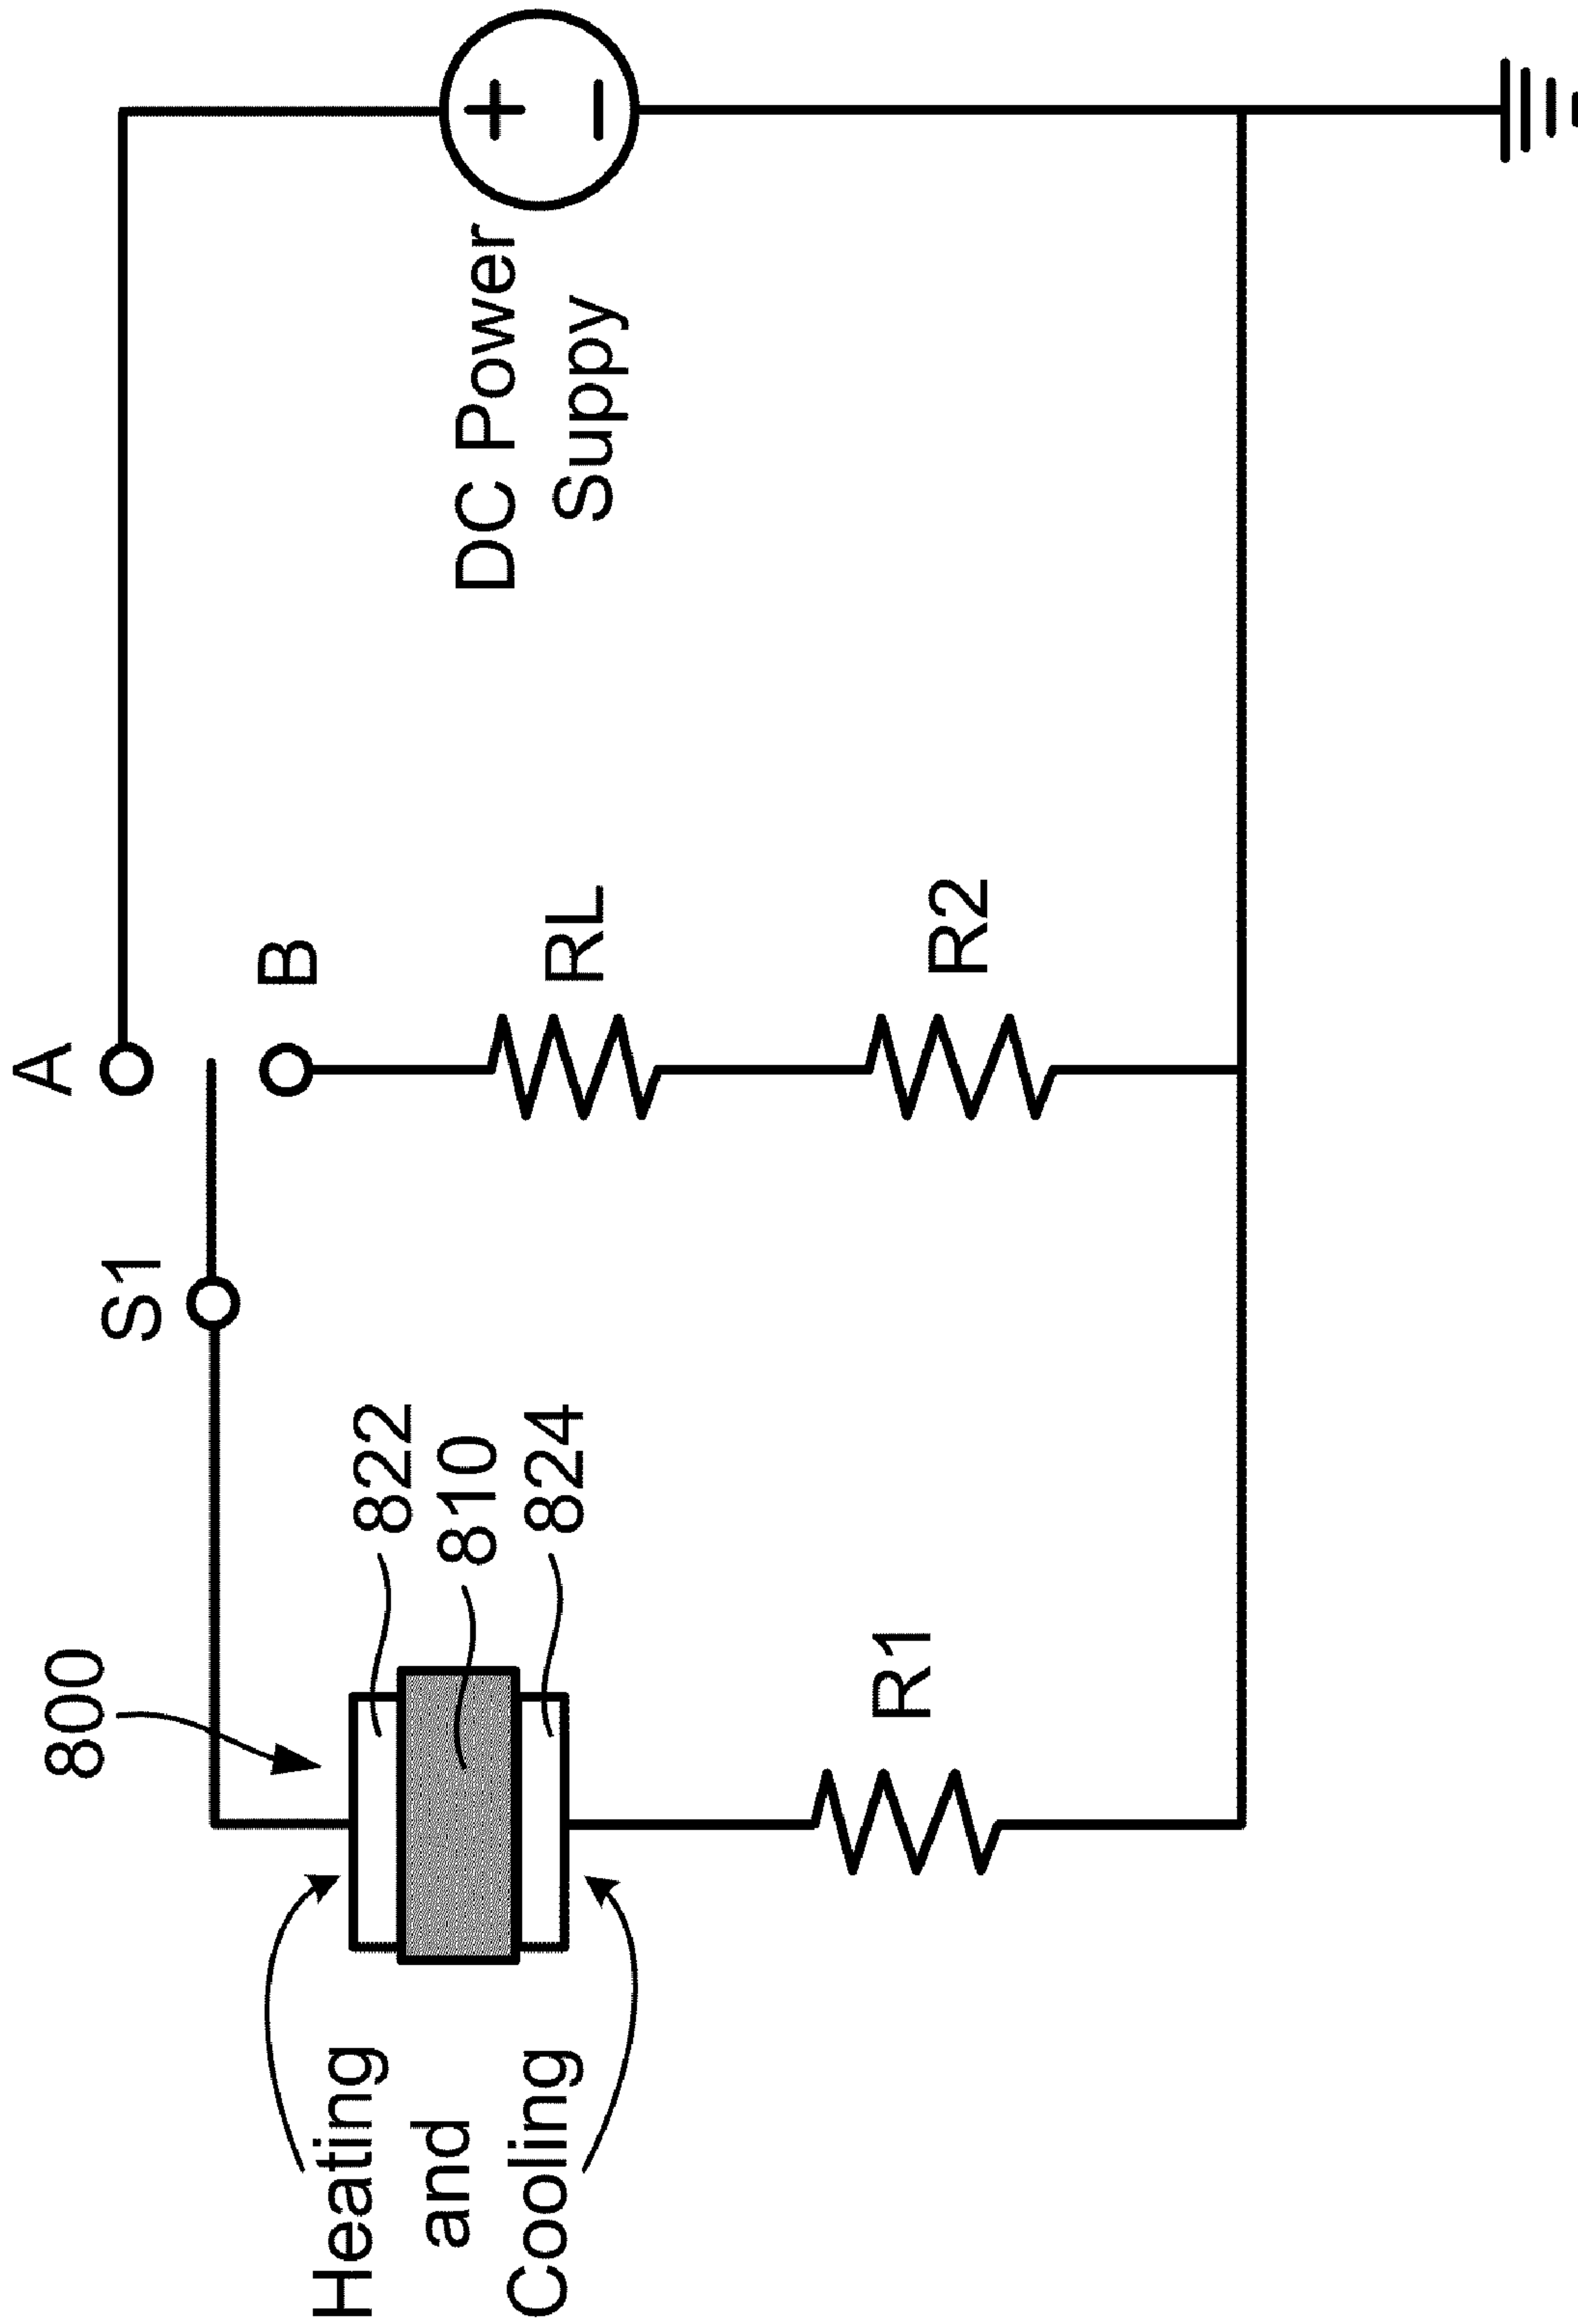 A
800
S1
B
Heating
and
Cooling
822
810
824
RL
DC Power
Suppy
+
−
R1
R2